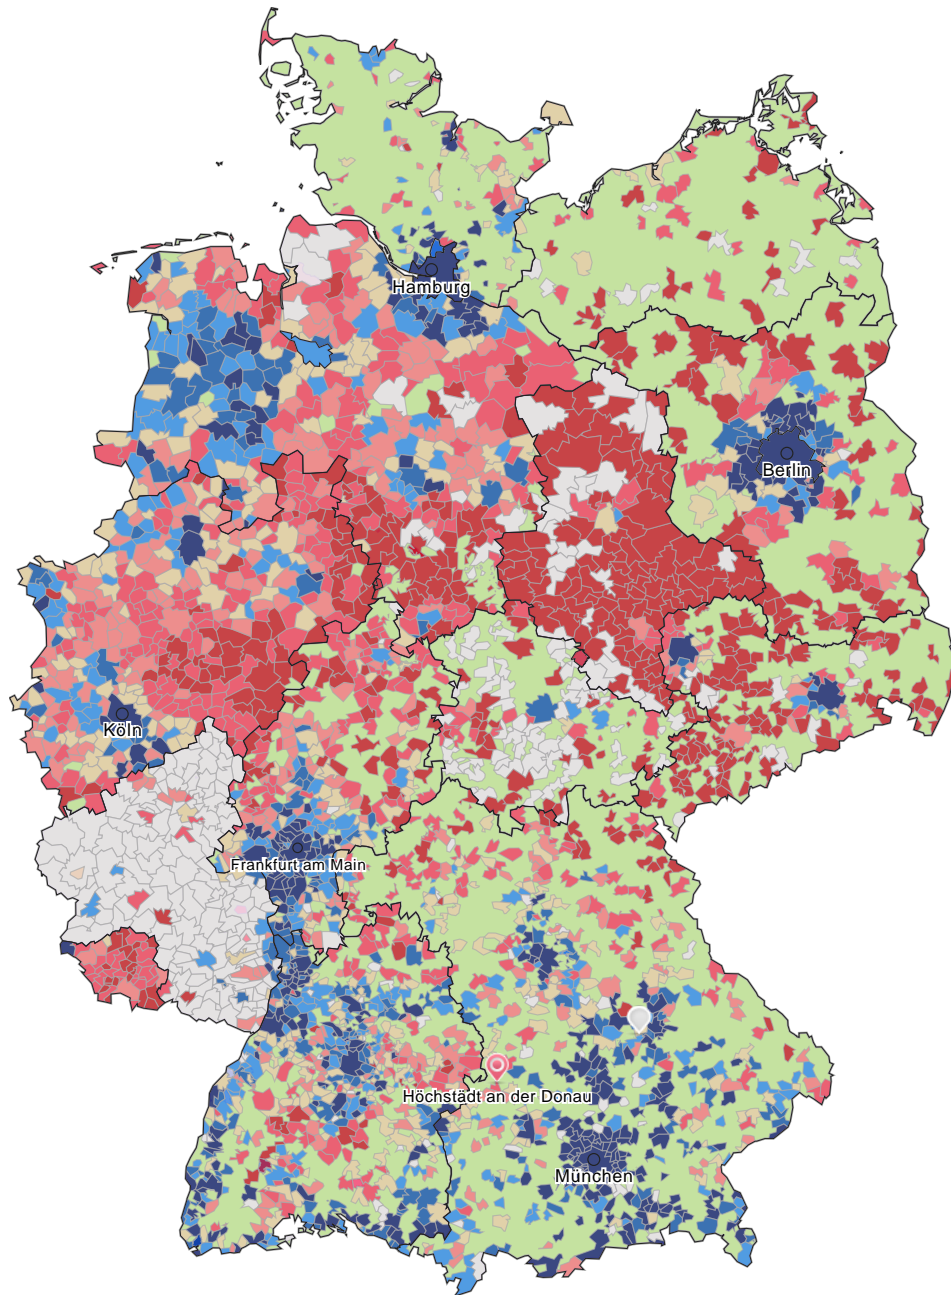 Hamburg
Berlin
Köln
Frankfurt am Main
Höchstädt an der Donau
München